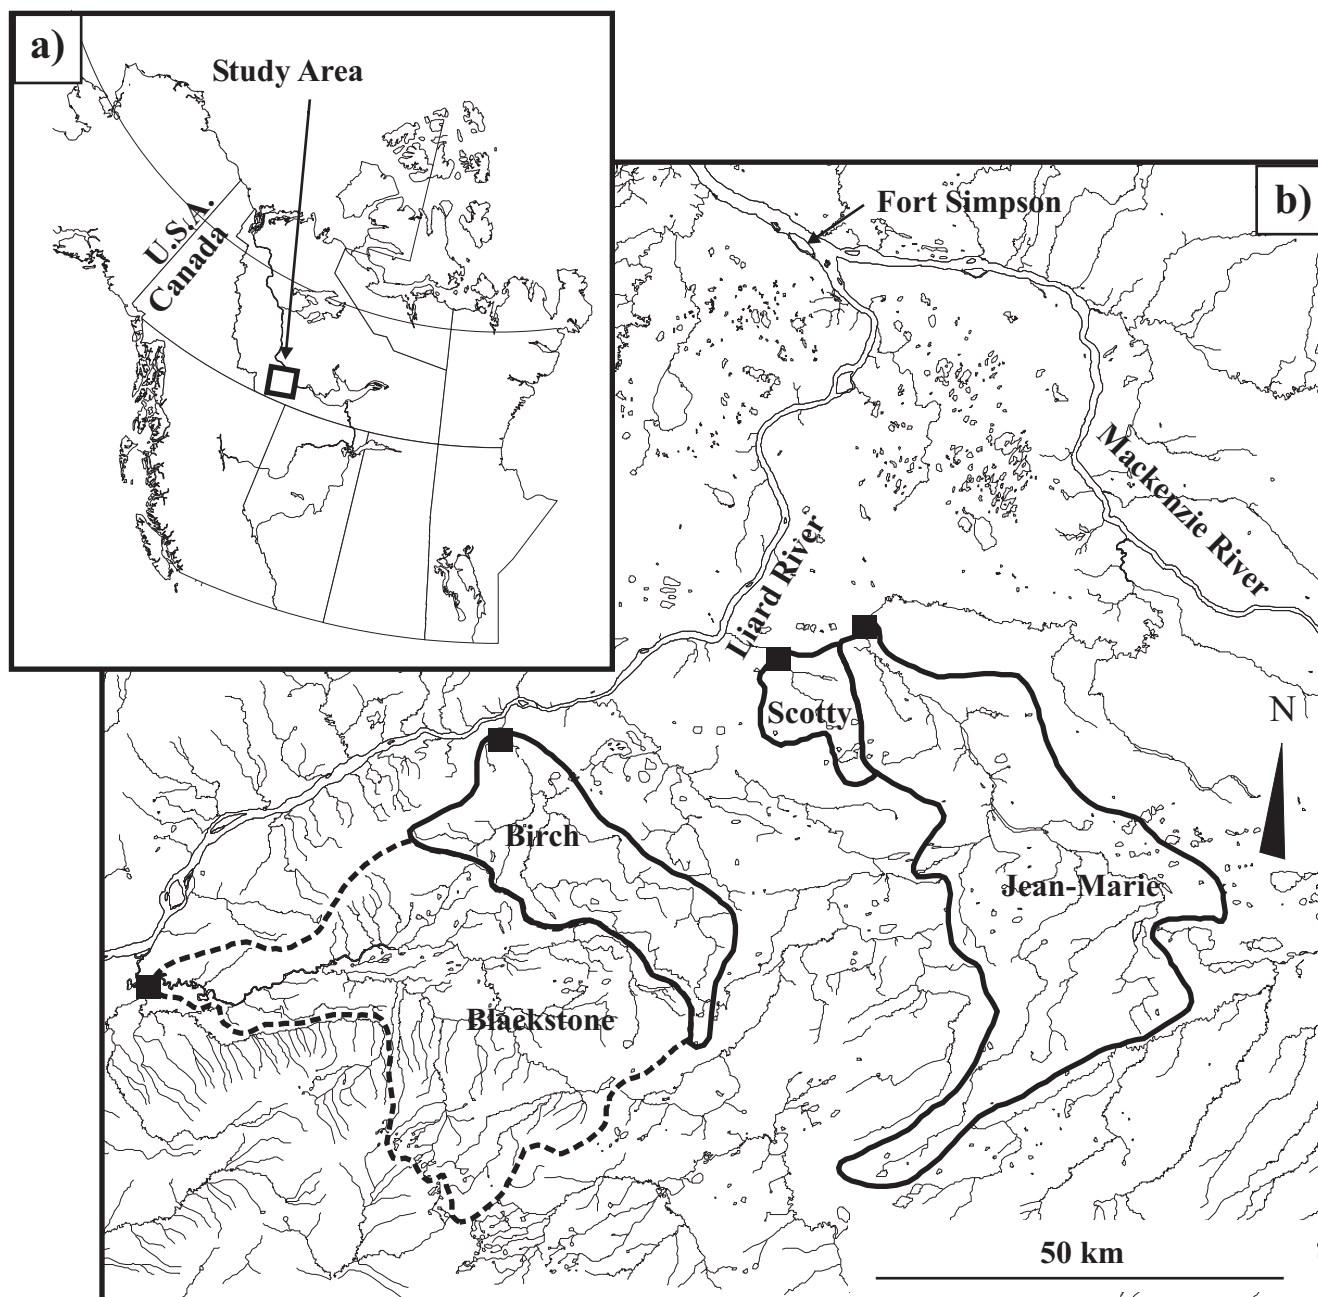 a)
Study Area
U.S.A.
Canada
b)
Fort Simpson
Mackenzie River
Liard River
Scotty
N
Birch
Jean-Marie
Blackstone
50 km